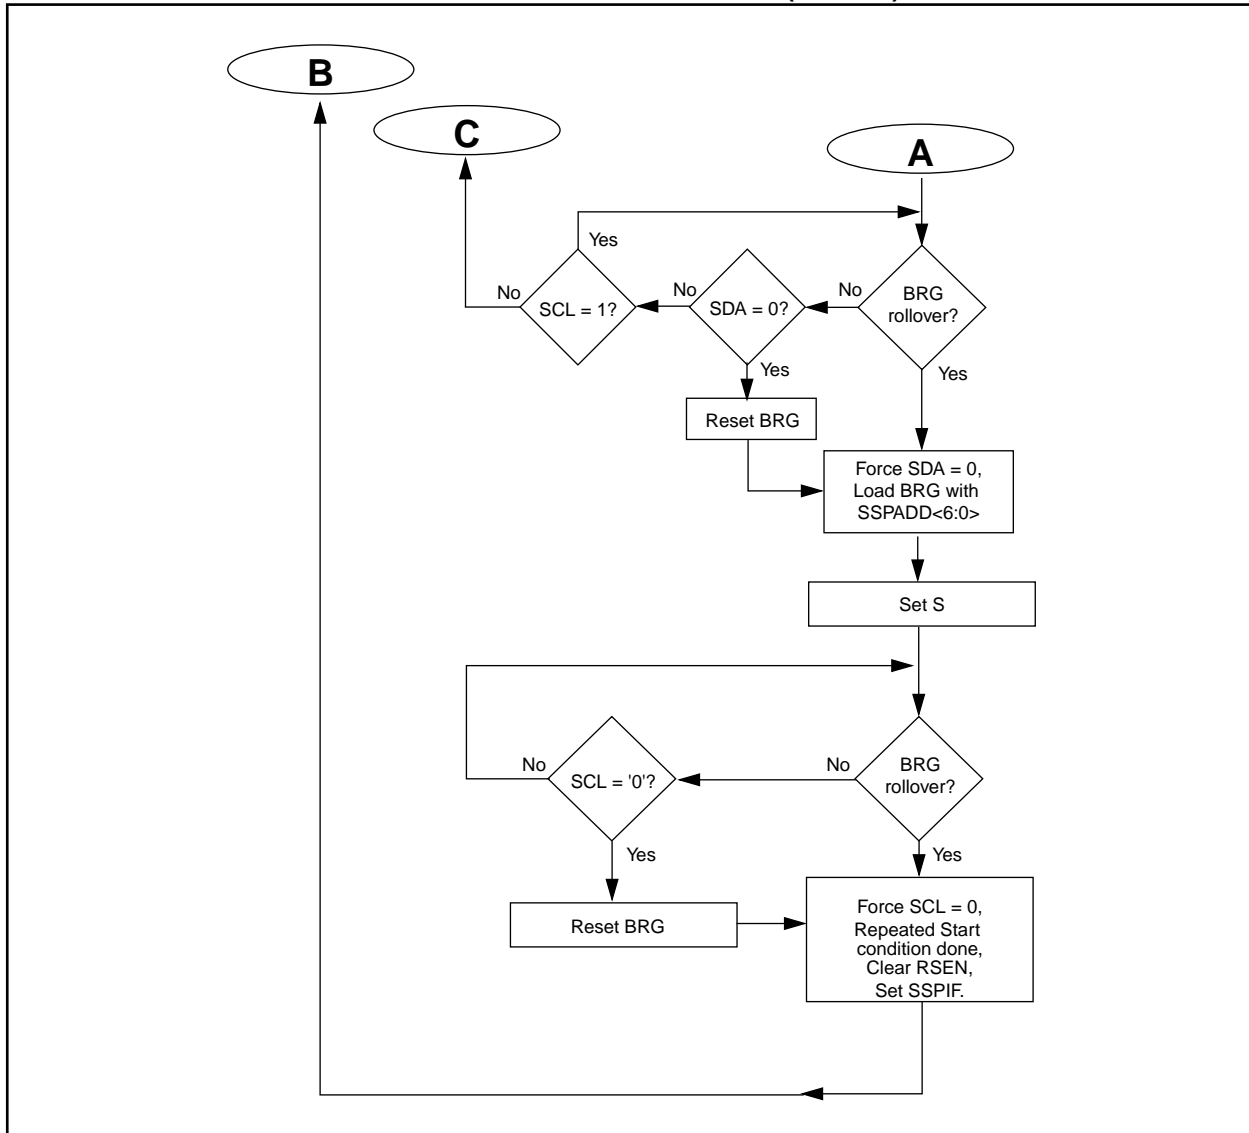 B
C
A
Yes
No
SCL = 1?
No
SDA = 0?
No
BRG
rollover?
Yes
Yes
Reset BRG
Force SDA = 0,
Load BRG with
SSPADD<6:0>
Set S
No
SCL = '0'?
No
BRG
rollover?
Yes
Yes
Reset BRG
Force SCL = 0,
Repeated Start
condition done,
Clear RSEN,
Set SSPIF.